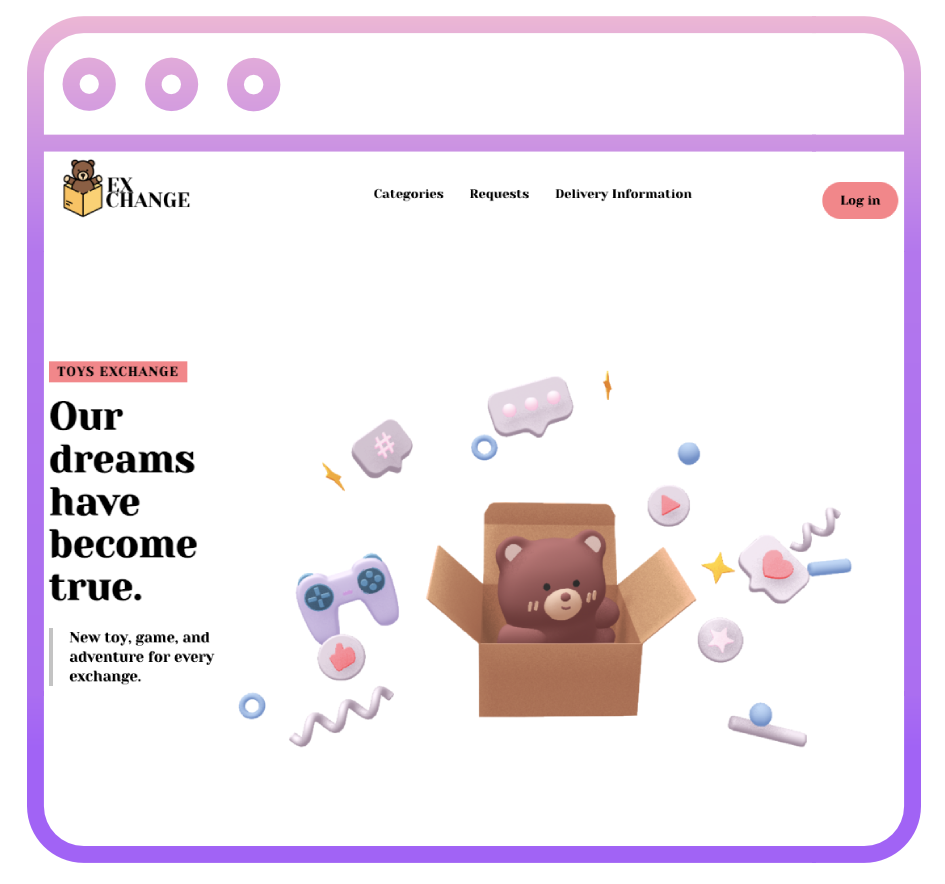 EX
CHANGE
Categories Requests Delivery Information
Log in
TOYS EXCHANGE
Our
dreams
have
become
true.
New toy, game, and
adventure for every
exchange.
#